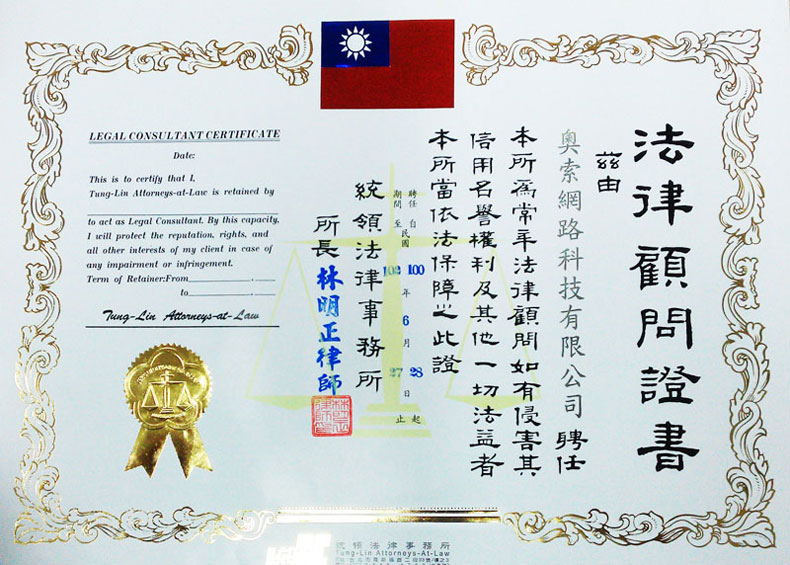 法律顧問證書
茲由
奧索網路科技有限公司 聘任
本所為常年法律顧問如有侵害其
信用名譽權利及其他一切法益者
本所當依法保障之此證
聘任 自 民國 100 年 6 月 28 日 起
期間 至 102 27 止
統領法律事務所
所長 林明正律師
LEGAL CONSULTANT CERTIFICATE
Date:
This is to certify that I,
Tung-Lin Attorneys-at-Law is retained by
to act as Legal Consultant. By this capacity,
I will protect the reputation, rights, and
all other interests of my client in case of
any impairment or infringement.
Term of Retainer:From
to
Tung-Lin Attorneys-at-Law
統領法律事務所
Tung-Lin Attorneys-at-Law